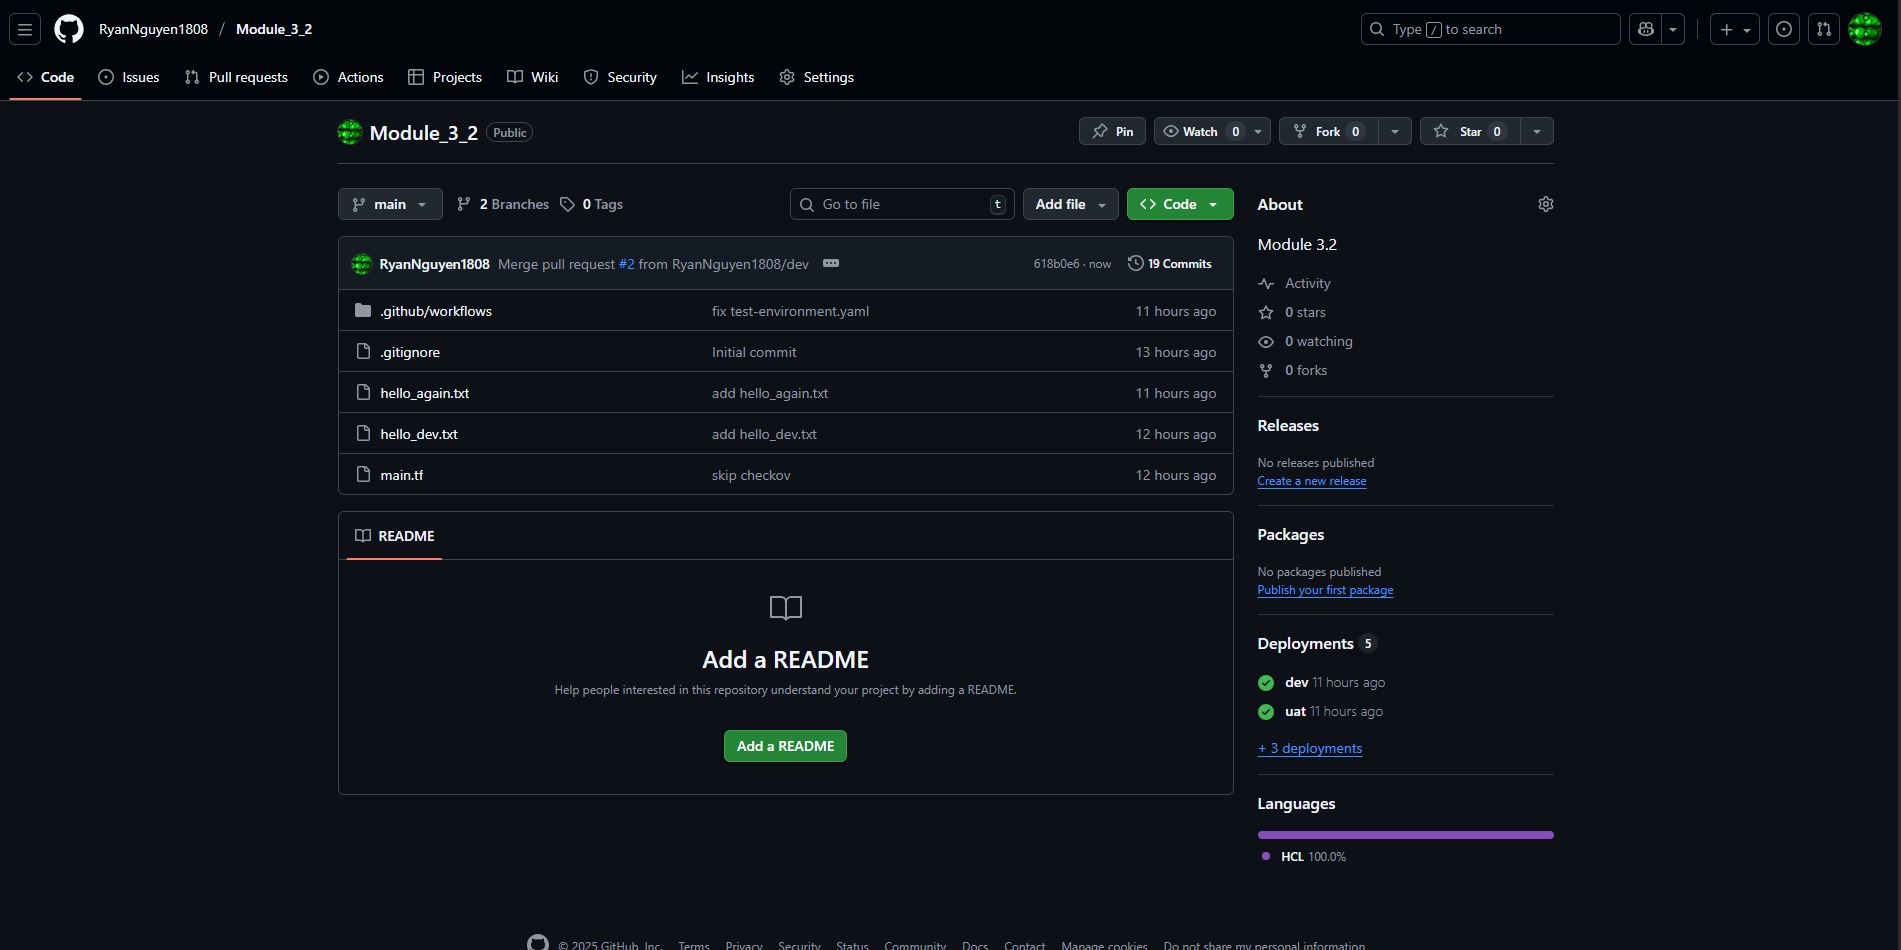 RyanNguyen1808 / Module_3_2
Type / to search
Code Issues Pull requests Actions Projects Wiki Security Insights Settings
Module_3_2 Public
Pin Watch 0 Fork 0 Star 0
main 2 Branches 0 Tags Go to file t Add file Code
RyanNguyen1808 Merge pull request #2 from RyanNguyen1808/dev 618b0e6 · now 19 Commits
.github/workflows fix test-environment.yaml 11 hours ago
.gitignore Initial commit 13 hours ago
hello_again.txt add hello_again.txt 11 hours ago
hello_dev.txt add hello_dev.txt 12 hours ago
main.tf skip checkov 12 hours ago
README
Add a README
Help people interested in this repository understand your project by adding a README.
Add a README
About
Module 3.2
Activity
0 stars
0 watching
0 forks
Releases
No releases published
Create a new release
Packages
No packages published
Publish your first package
Deployments 5
dev 11 hours ago
uat 11 hours ago
+ 3 deployments
Languages
HCL 100.0%
© 2025 GitHub, Inc. Terms Privacy Security Status Community Docs Contact Manage cookies Do not share my personal information